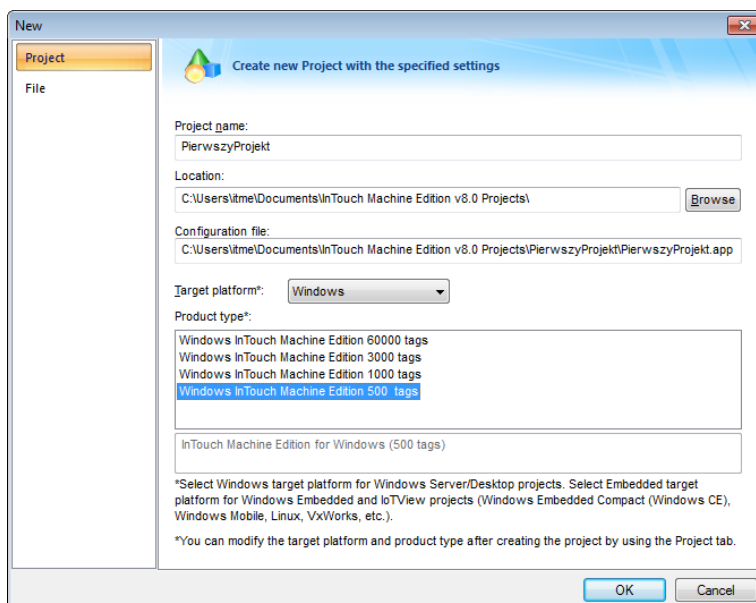 New
Project
File
Create new Project with the specified settings
Project name:
PierwszyProjekt
Location:
C:\Users\itme\Documents\InTouch Machine Edition v8.0 Projects\
Browse
Configuration file:
C:\Users\itme\Documents\InTouch Machine Edition v8.0 Projects\PierwszyProjekt\PierwszyProjekt.app
Target platform*:
Windows
Product type*:
Windows InTouch Machine Edition 60000 tags
Windows InTouch Machine Edition 3000 tags
Windows InTouch Machine Edition 1000 tags
Windows InTouch Machine Edition 500  tags
InTouch Machine Edition for Windows (500 tags)
*Select Windows target platform for Windows Server/Desktop projects. Select Embedded target
platform for Windows Embedded and IoTView projects (Windows Embedded Compact (Windows CE),
Windows Mobile, Linux, VxWorks, etc.).
*You can modify the target platform and product type after creating the project by using the Project tab.
OK
Cancel